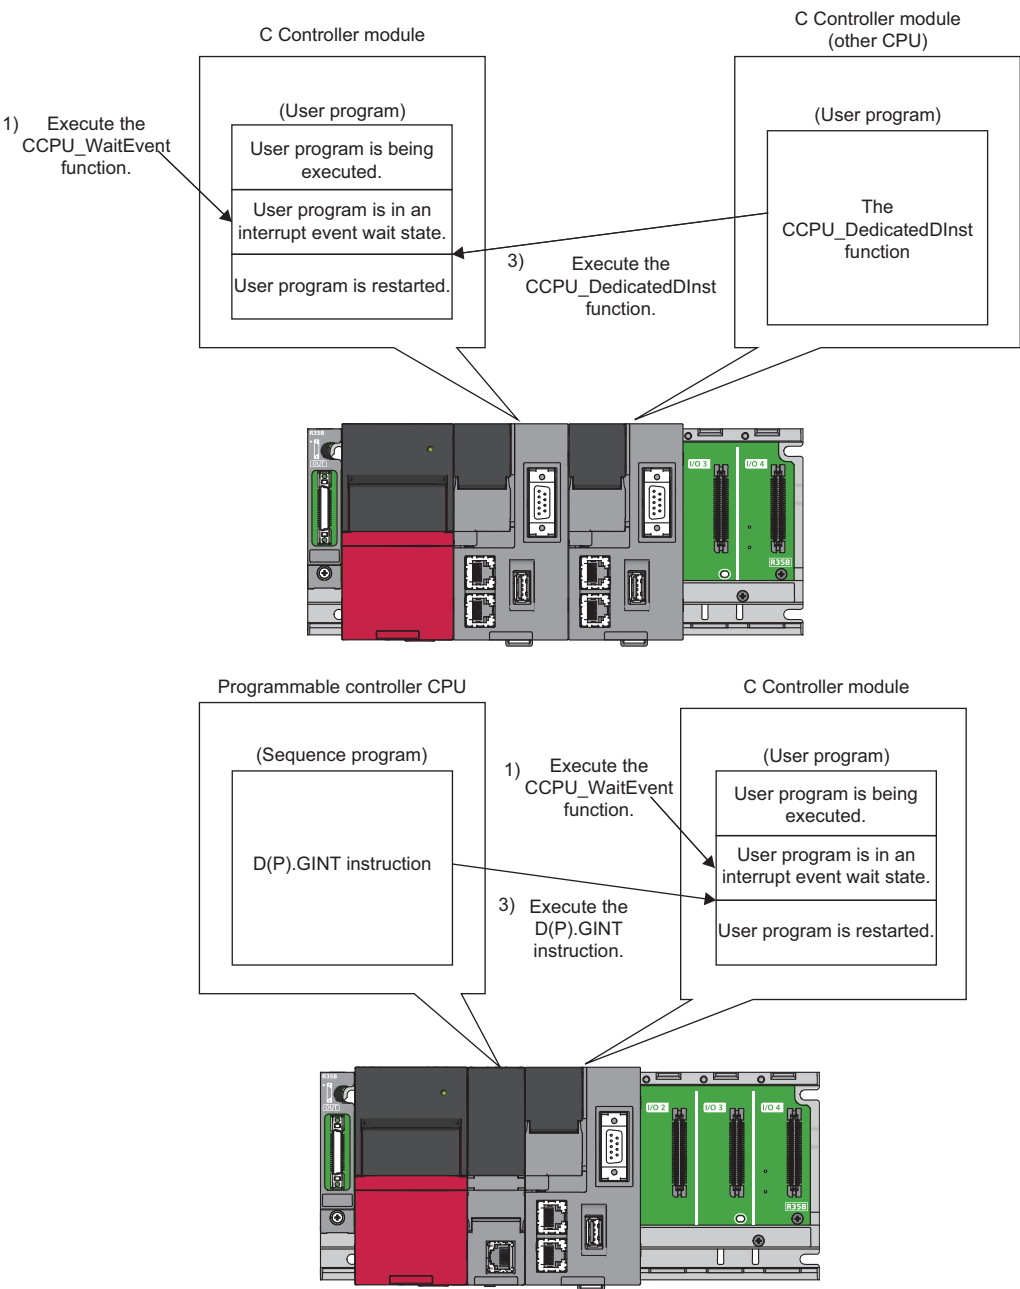 C Controller module
C Controller module
(other CPU)
(User program)
(User program)
1) Execute the
CCPU_WaitEvent
function.
User program is being
executed.
User program is in an
interrupt event wait state.
User program is restarted.
The
CCPU_DedicatedDInst
function
3) Execute the
CCPU_DedicatedDInst
function.
R35B
OUT
I/O 3
I/O 4
R35B
Programmable controller CPU
C Controller module
(Sequence program)
(User program)
1) Execute the
CCPU_WaitEvent
function.
User program is being
executed.
D(P).GINT instruction
User program is in an
interrupt event wait state.
3) Execute the
D(P).GINT
instruction.
User program is restarted.
R35B
OUT
I/O 2
I/O 3
I/O 4
R35B